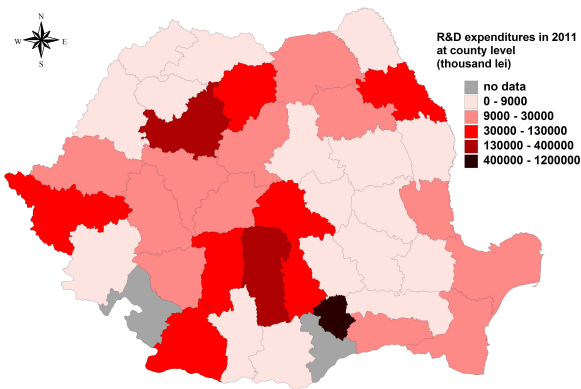 N
W E
S
R&D expenditures in 2011
at county level
(thousand lei)
no data
0 - 9000
9000 - 30000
30000 - 130000
130000 - 400000
400000 - 1200000